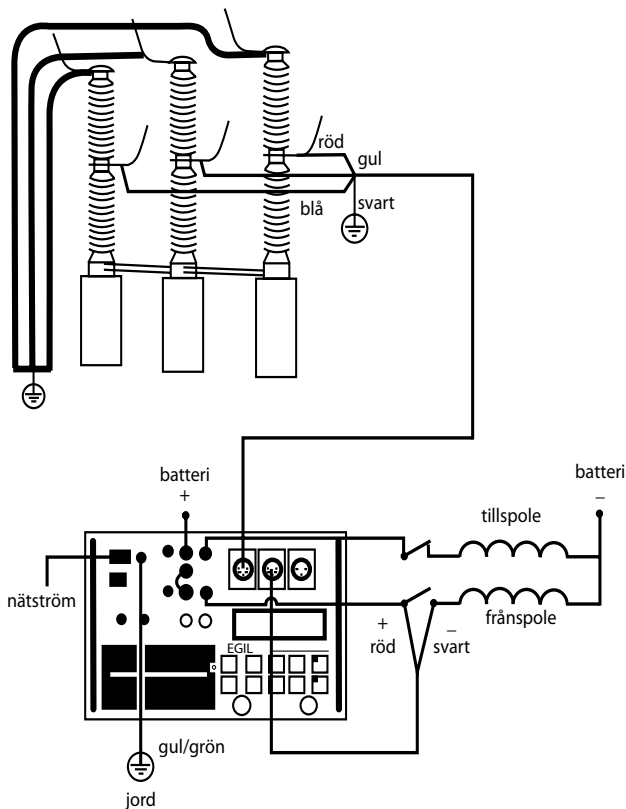 röd
gul
blå
svart
batteri
+
batteri
–
tillspole
nätström
+
röd
–
svart
frånspole
EGIL
gul/grön
jord